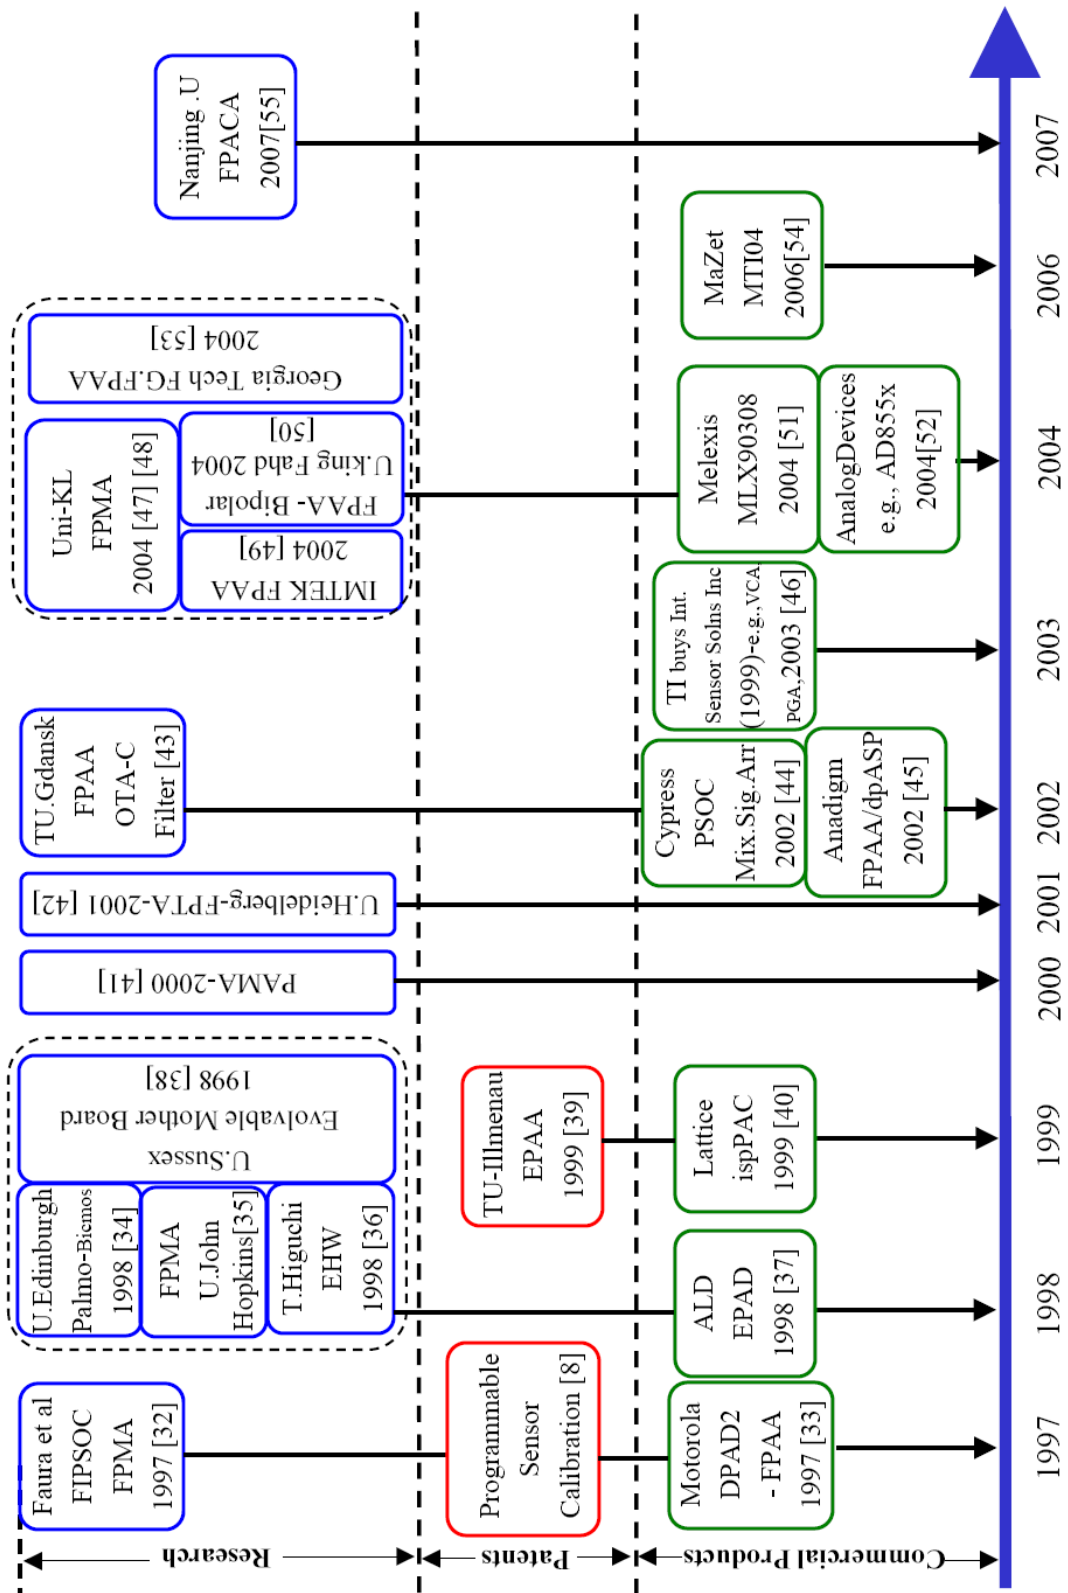 Research
Faura et al
FIPSOC
FPMA
1997 [32]
U.Edinburgh
Palmo-Bicmos
1998 [34]
FPMA
U.John
Hopkins[35]
T.Higuchi
EHW
1998 [36]
U.Sussex
Evolvable Mother Board
1998 [38]
PAMA-2000 [41]
U.Heidelberg-FPTA-2001 [42]
TU.Gdansk
FPAA
OTA-C
Filter [43]
Uni-KL
FPMA
2004 [47] [48]
IMTEK FPAA
2004 [49]
FPAA- Bipolar
U.king Fahd 2004
[50]
Georgia Tech FG.FPAA
2004 [53]
Nanjing .U
FPACA
2007[55]
Patents
Programmable
Sensor
Calibration [8]
TU-Illmenau
EPAA
1999 [39]
Commercial Products
Motorola
DPAD2
- FPAA
1997 [33]
ALD
EPAD
1998 [37]
Lattice
ispPAC
1999 [40]
Cypress
PSOC
Mix.Sig.Arr
2002 [44]
Anadigm
FPAA/dpASP
2002 [45]
TI buys Int.
Sensor Solns Inc
(1999)-e.g.,VCA,
PGA,2003 [46]
Melexis
MLX90308
2004 [51]
AnalogDevices
e.g., AD855x
2004[52]
MaZet
MTI04
2006[54]
1997
1998
1999
2000
2001
2002
2003
2004
2006
2007